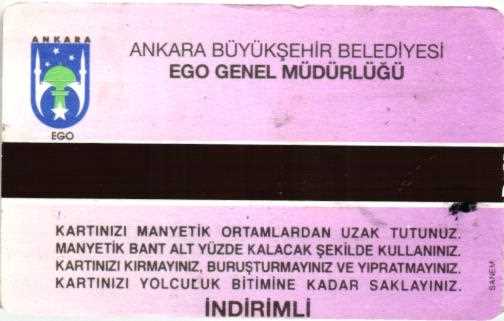 ANKARA
EGO
ANKARA BÜYÜKŞEHİR BELEDİYESİ
EGO GENEL MÜDÜRLÜĞÜ
KARTINIZI MANYETİK ORTAMLARDAN UZAK TUTUNUZ.
MANYETİK BANT ALT YÜZDE KALACAK ŞEKİLDE KULLANINIZ.
KARTINIZI KIRMAYINIZ, BURUŞTURMAYINIZ VE YIPRATMAYINIZ.
KARTINIZI YOLCULUK BİTİMİNE KADAR SAKLAYINIZ.
İNDİRİMLİ
SANEM